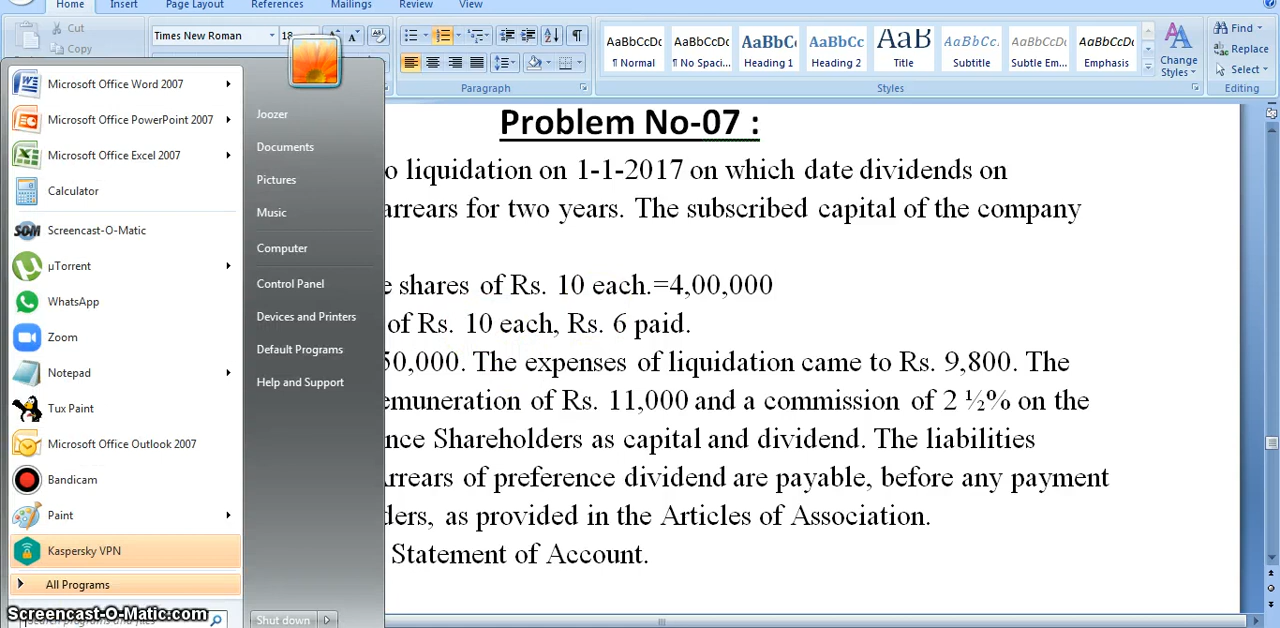 Home Insert Page Layout References Mailings Review View
Cut
Copy
Times New Roman 18
Paragraph
AaBbCcDc AaBbCcDc AaBbC AaBbCc AaB AaBbCc. AaBbCcDc AaBbCcDc
¶ Normal ¶ No Spaci... Heading 1 Heading 2 Title Subtitle Subtle Em... Emphasis
Styles
Change Styles
Find
Replace
Select
Editing
Microsoft Office Word 2007
Microsoft Office PowerPoint 2007
Microsoft Office Excel 2007
Calculator
Screencast-O-Matic
µTorrent
WhatsApp
Zoom
Notepad
Tux Paint
Microsoft Office Outlook 2007
Bandicam
Paint
Kaspersky VPN
All Programs
Search programs and files
Screencast-O-Matic.com
Joozer
Documents
Pictures
Music
Computer
Control Panel
Devices and Printers
Default Programs
Help and Support
Shut down
Problem No-07 :
o liquidation on 1-1-2017 on which date dividends on
arrears for two years. The subscribed capital of the company
e shares of Rs. 10 each.=4,00,000
of Rs. 10 each, Rs. 6 paid.
50,000. The expenses of liquidation came to Rs. 9,800. The
emuneration of Rs. 11,000 and a commission of 2 ½% on the
nce Shareholders as capital and dividend. The liabilities
rrears of preference dividend are payable, before any payment
ders, as provided in the Articles of Association.
Statement of Account.